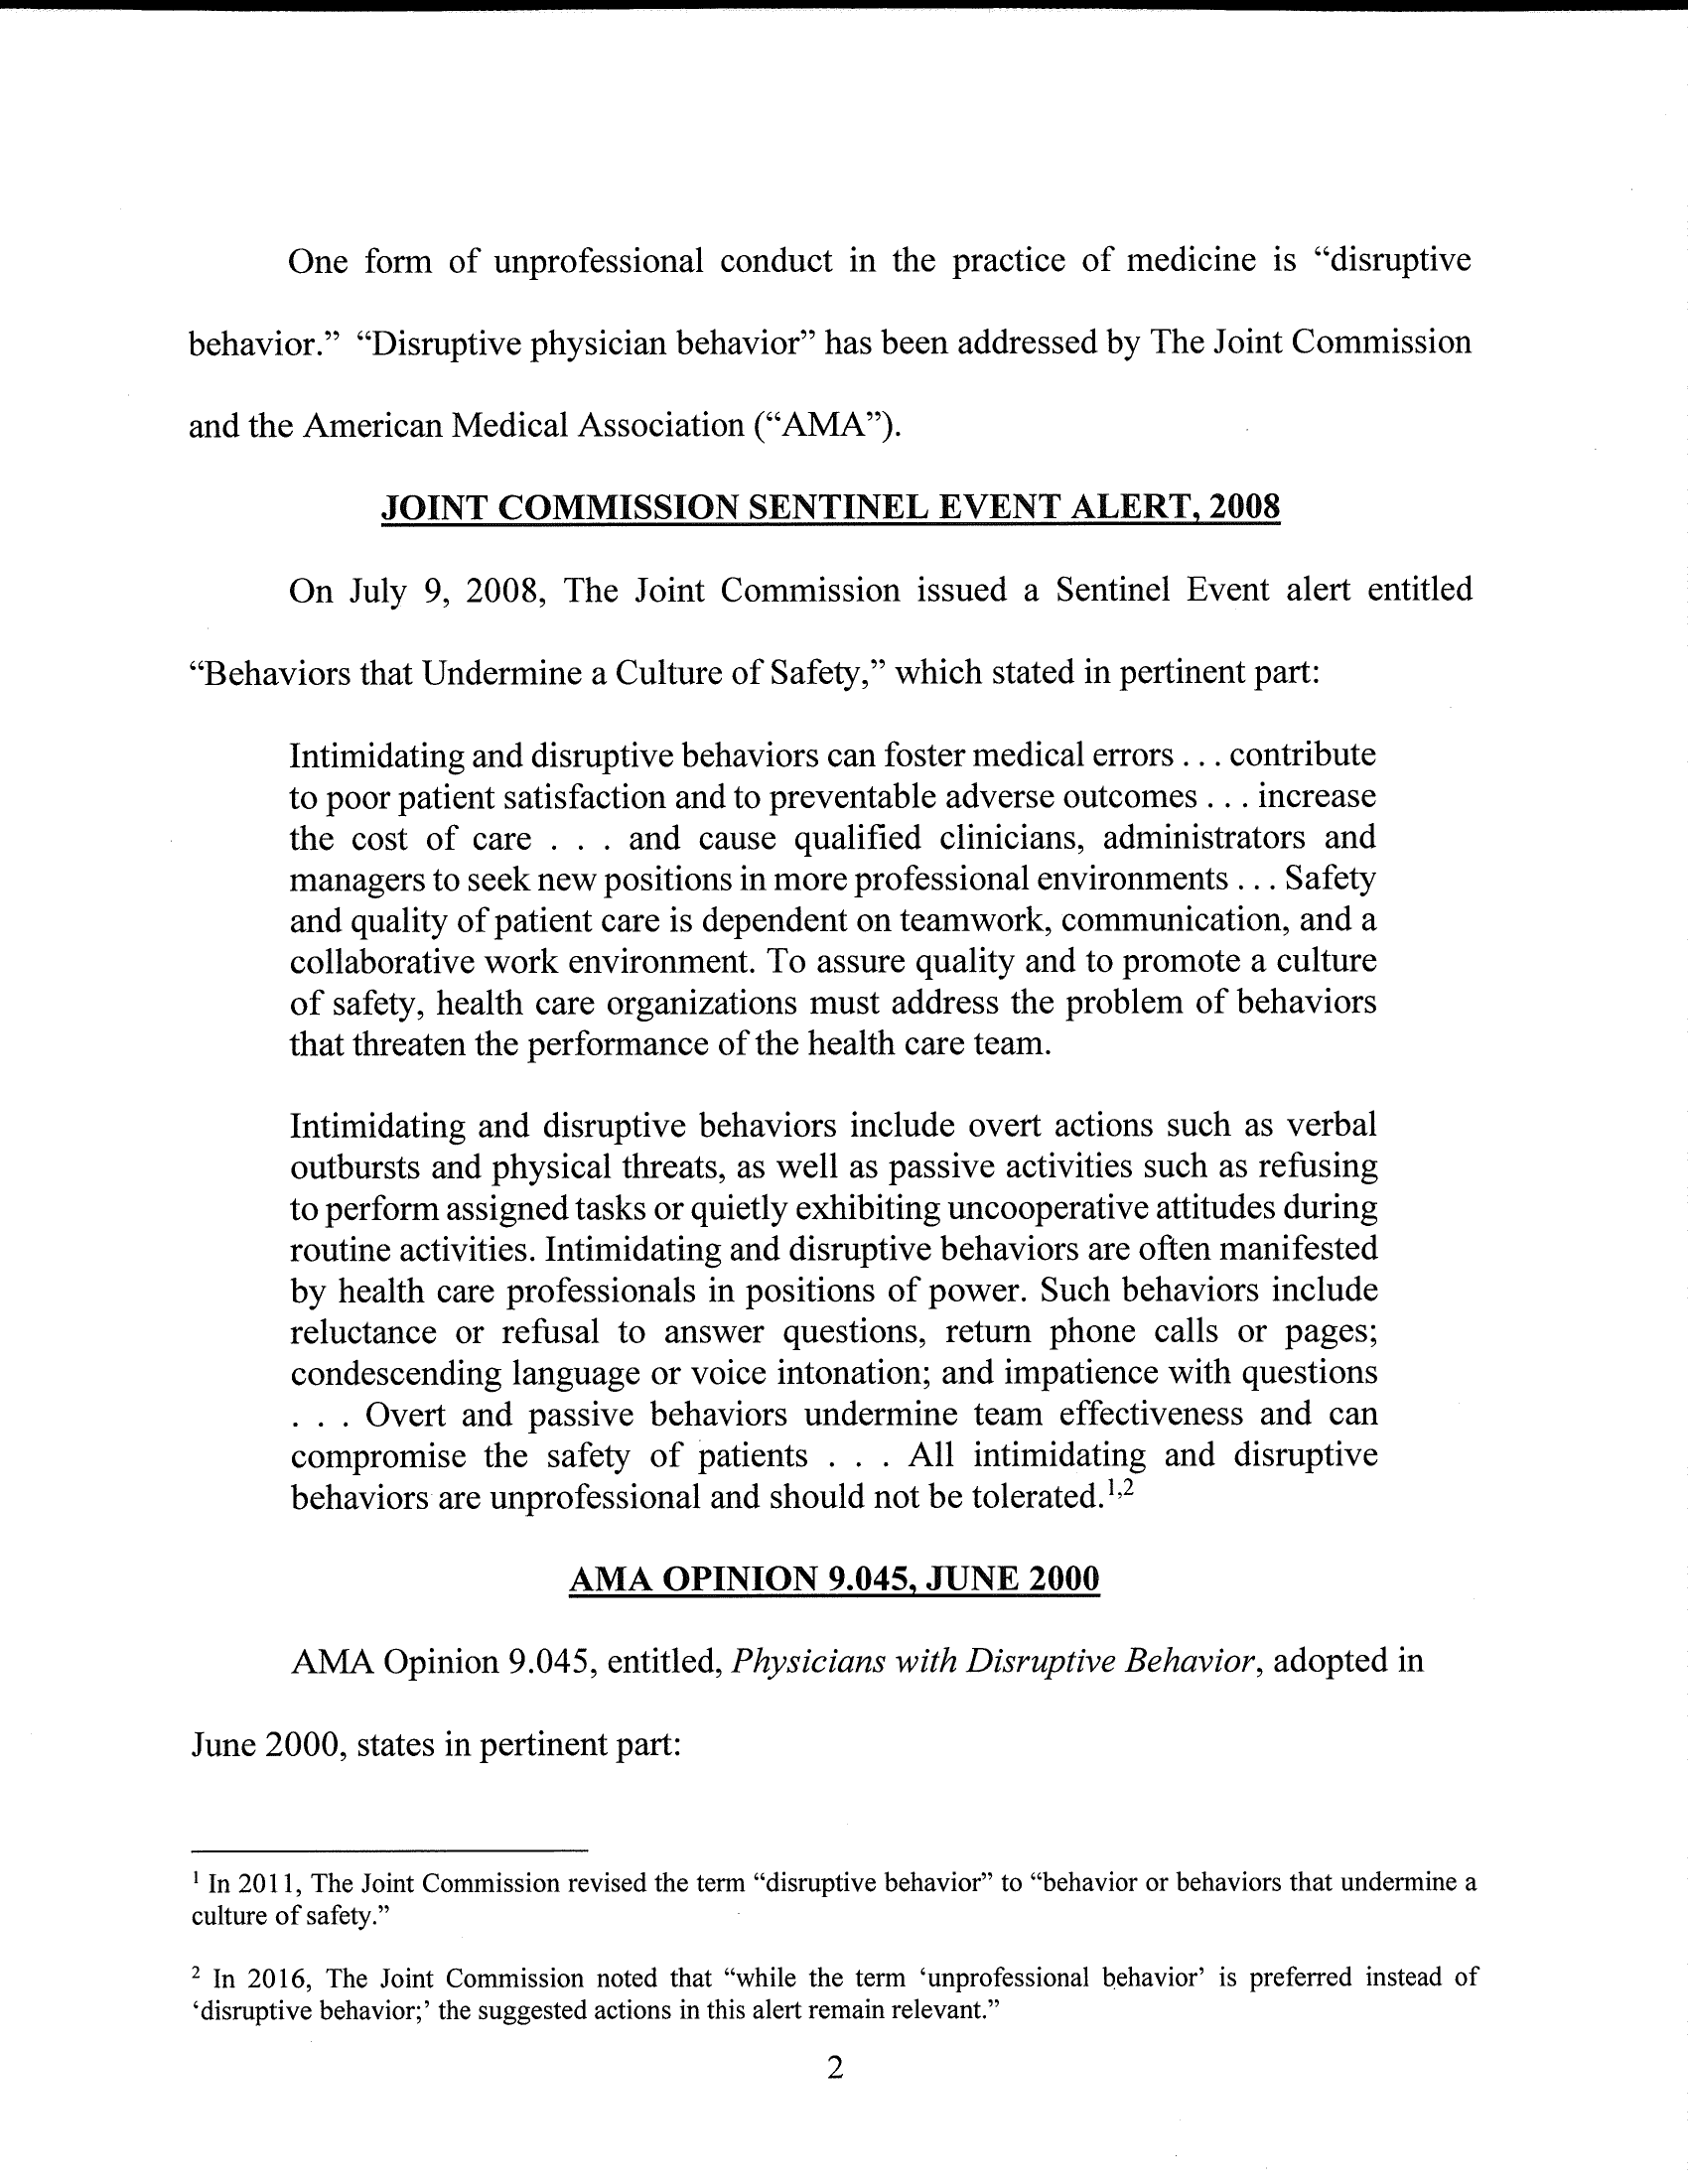 One form of unprofessional conduct in the practice of medicine is “disruptive
behavior.” “Disruptive physician behavior” has been addressed by The Joint Commission
and the American Medical Association (“AMA”).
JOINT COMMISSION SENTINEL EVENT ALERT, 2008
On July 9, 2008, The Joint Commission issued a Sentinel Event alert entitled
“Behaviors that Undermine a Culture of Safety,” which stated in pertinent part:
Intimidating and disruptive behaviors can foster medical errors . . . contribute
to poor patient satisfaction and to preventable adverse outcomes . . . increase
the cost of care . . . and cause qualified clinicians, administrators and
managers to seek new positions in more professional environments . . . Safety
and quality of patient care is dependent on teamwork, communication, and a
collaborative work environment. To assure quality and to promote a culture
of safety, health care organizations must address the problem of behaviors
that threaten the performance of the health care team.
Intimidating and disruptive behaviors include overt actions such as verbal
outbursts and physical threats, as well as passive activities such as refusing
to perform assigned tasks or quietly exhibiting uncooperative attitudes during
routine activities. Intimidating and disruptive behaviors are often manifested
by health care professionals in positions of power. Such behaviors include
reluctance or refusal to answer questions, return phone calls or pages;
condescending language or voice intonation; and impatience with questions
. . . Overt and passive behaviors undermine team effectiveness and can
compromise the safety of patients . . . All intimidating and disruptive
behaviors are unprofessional and should not be tolerated.1,2
AMA OPINION 9.045, JUNE 2000
AMA Opinion 9.045, entitled, Physicians with Disruptive Behavior, adopted in
June 2000, states in pertinent part:
1 In 2011, The Joint Commission revised the term “disruptive behavior” to “behavior or behaviors that undermine a
culture of safety.”
2 In 2016, The Joint Commission noted that “while the term ‘unprofessional behavior’ is preferred instead of
‘disruptive behavior;’ the suggested actions in this alert remain relevant.”
2